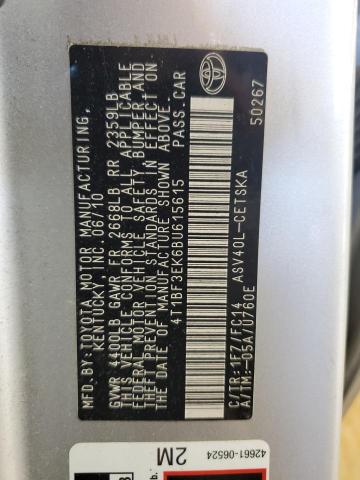 MFD.BY:TOYOTA MOTOR MANUFACTURING,
KENTUCKY, INC. 06/10
GVWR 4400LB GAWR FR 2668LB RR 2359LB
THIS VEHICLE CONFORMS TO ALL APPLICABLE
FEDERAL MOTOR VEHICLE SAFETY, BUMPER, AND
THEFT PREVENTION STANDARDS IN EFFECT ON
THE DATE OF MANUFACTURE SHOWN ABOVE.
4T1BF3EK6BU615615 PASS.CAR
C/TR:1F7/FC14 ASV40L-CETSKA
A/TM:-05A/U760E 50267
42661-06524
2M